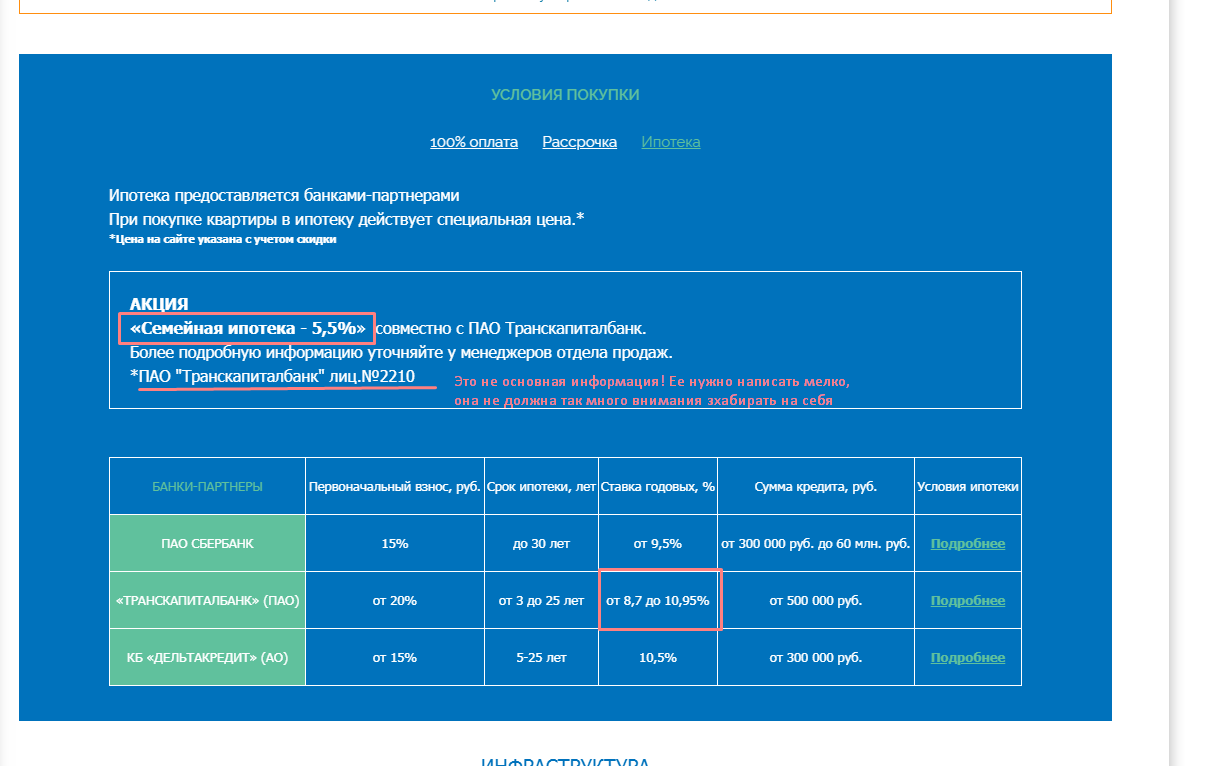 УСЛОВИЯ ПОКУПКИ
100% оплата Рассрочка Ипотека
Ипотека предоставляется банками-партнерами
При покупке квартиры в ипотеку действует специальная цена.*
*Цена на сайте указана с учетом скидки
АКЦИЯ
«Семейная ипотека - 5,5%» совместно с ПАО Транскапиталбанк.
Более подробную информацию уточняйте у менеджеров отдела продаж.
*ПАО "Транскапиталбанк" лиц.№2210
Это не основная информация! Ее нужно написать мелко,
она не должна так много внимания зхабирать на себя
БАНКИ-ПАРТНЕРЫ Первоначальный взнос, руб. Срок ипотеки, лет Ставка годовых, % Сумма кредита, руб. Условия ипотеки
ПАО СБЕРБАНК 15% до 30 лет от 9,5% от 300 000 руб. до 60 млн. руб. Подробнее
«ТРАНСКАПИТАЛБАНК» (ПАО) от 20% от 3 до 25 лет от 8,7 до 10,95% от 500 000 руб. Подробнее
КБ «ДЕЛЬТАКРЕДИТ» (АО) от 15% 5-25 лет 10,5% от 300 000 руб. Подробнее
ИНФРАСТРУКТУРА